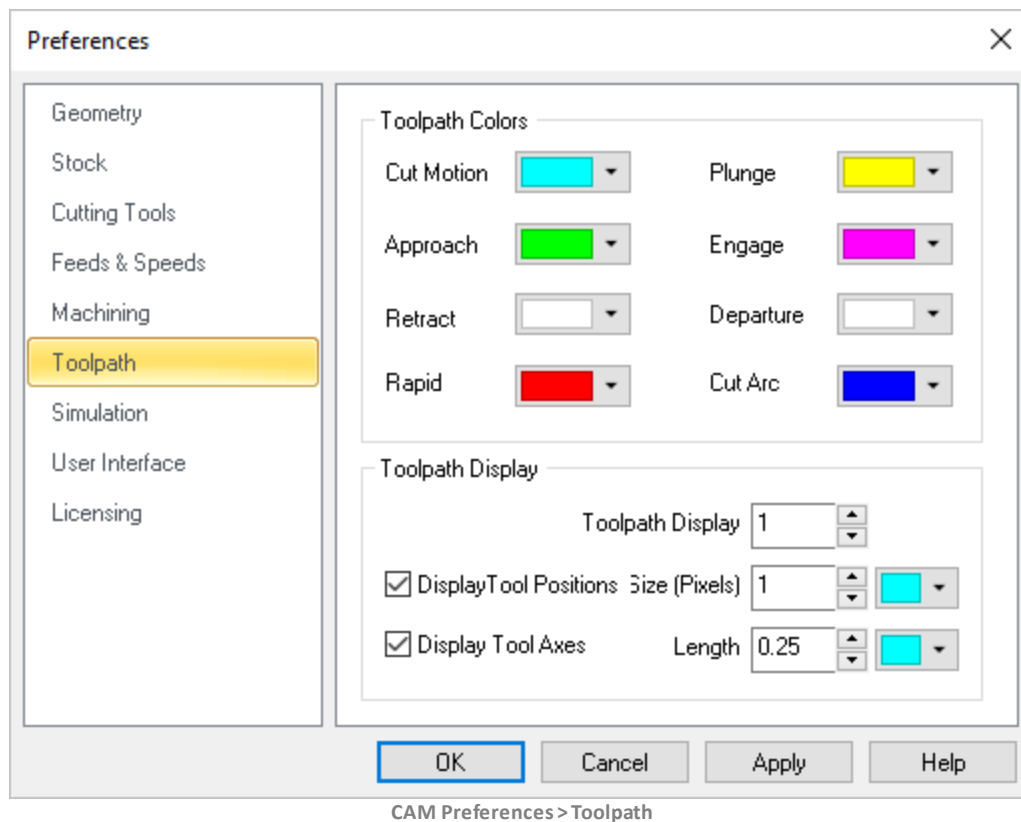 Preferences
Geometry
Stock
Cutting Tools
Feeds & Speeds
Machining
Toolpath
Simulation
User Interface
Licensing
Toolpath Colors
Cut Motion Plunge
Approach Engage
Retract Departure
Rapid Cut Arc
Toolpath Display
Toolpath Display 1
DisplayTool Positions Size (Pixels) 1
Display Tool Axes Length 0.25
OK Cancel Apply Help
CAM Preferences > Toolpath